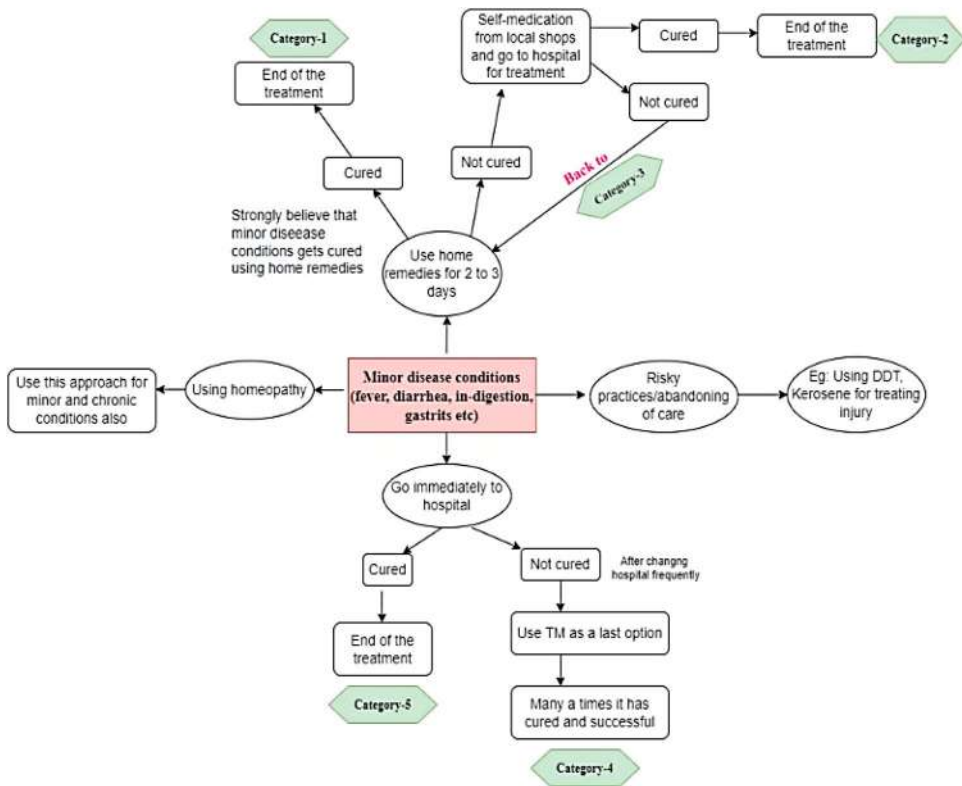 Category-1
End of the
treatment
Cured
Strongly believe that
minor diseease
conditions gets cured
using home remedies
Self-medication
from local shops
and go to hospital
for treatment
Cured
End of the
treatment
Category-2
Not cured
Not cured
Back to
Category-3
Use home
remedies for 2 to 3
days
Use this approach for
minor and chronic
conditions also
Using homeopathy
Minor disease conditions
(fever, diarrhea, in-digestion,
gastrits etc)
Risky
practices/abandoning
of care
Eg: Using DDT,
Kerosene for treating
injury
Go immediately to
hospital
Cured
End of the
treatment
Category-5
Not cured
After changng
hospital frequently
Use TM as a last option
Many a times it has
cured and successful
Category-4